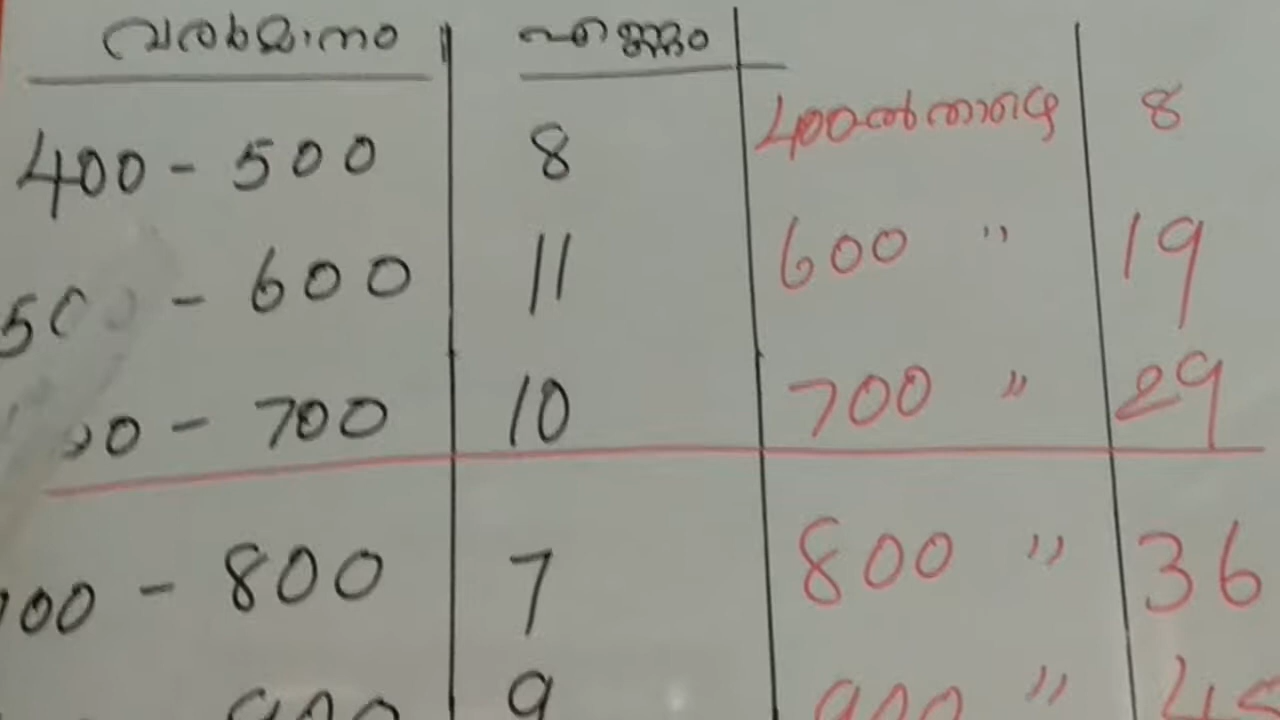 വരുമാനം എണ്ണം
400 - 500 8 400ൽ താഴെ 8
- 600 11 600 " 19
- 700 10 700 " 29
- 800 7 800 " 36
9 "